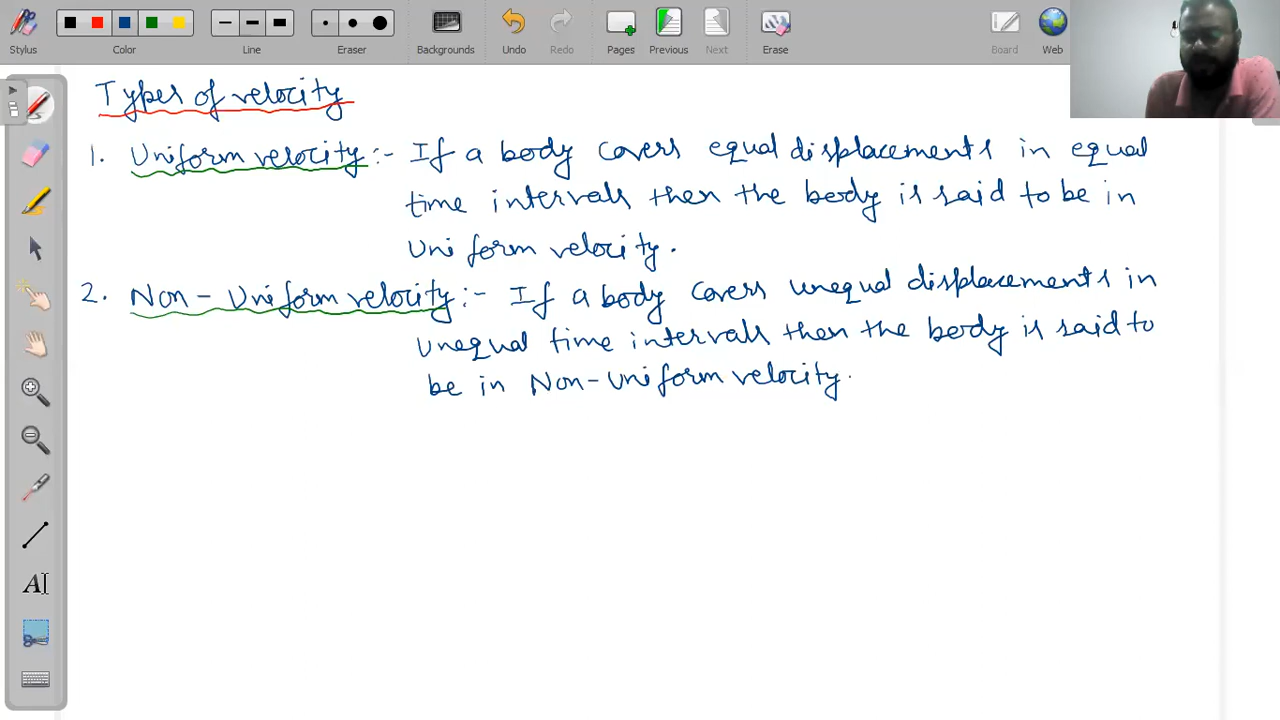 Stylus Color Line Eraser Backgrounds Undo Redo Pages Previous Next Erase Board Web
Types of velocity
1. Uniform velocity :- If a body covers equal displacements in equal
time intervals then the body is said to be in
Uniform velocity.
2. Non-Uniform velocity :- If a body covers unequal displacements in
unequal time intervals then the body is said to
be in Non-Uniform velocity.
AI